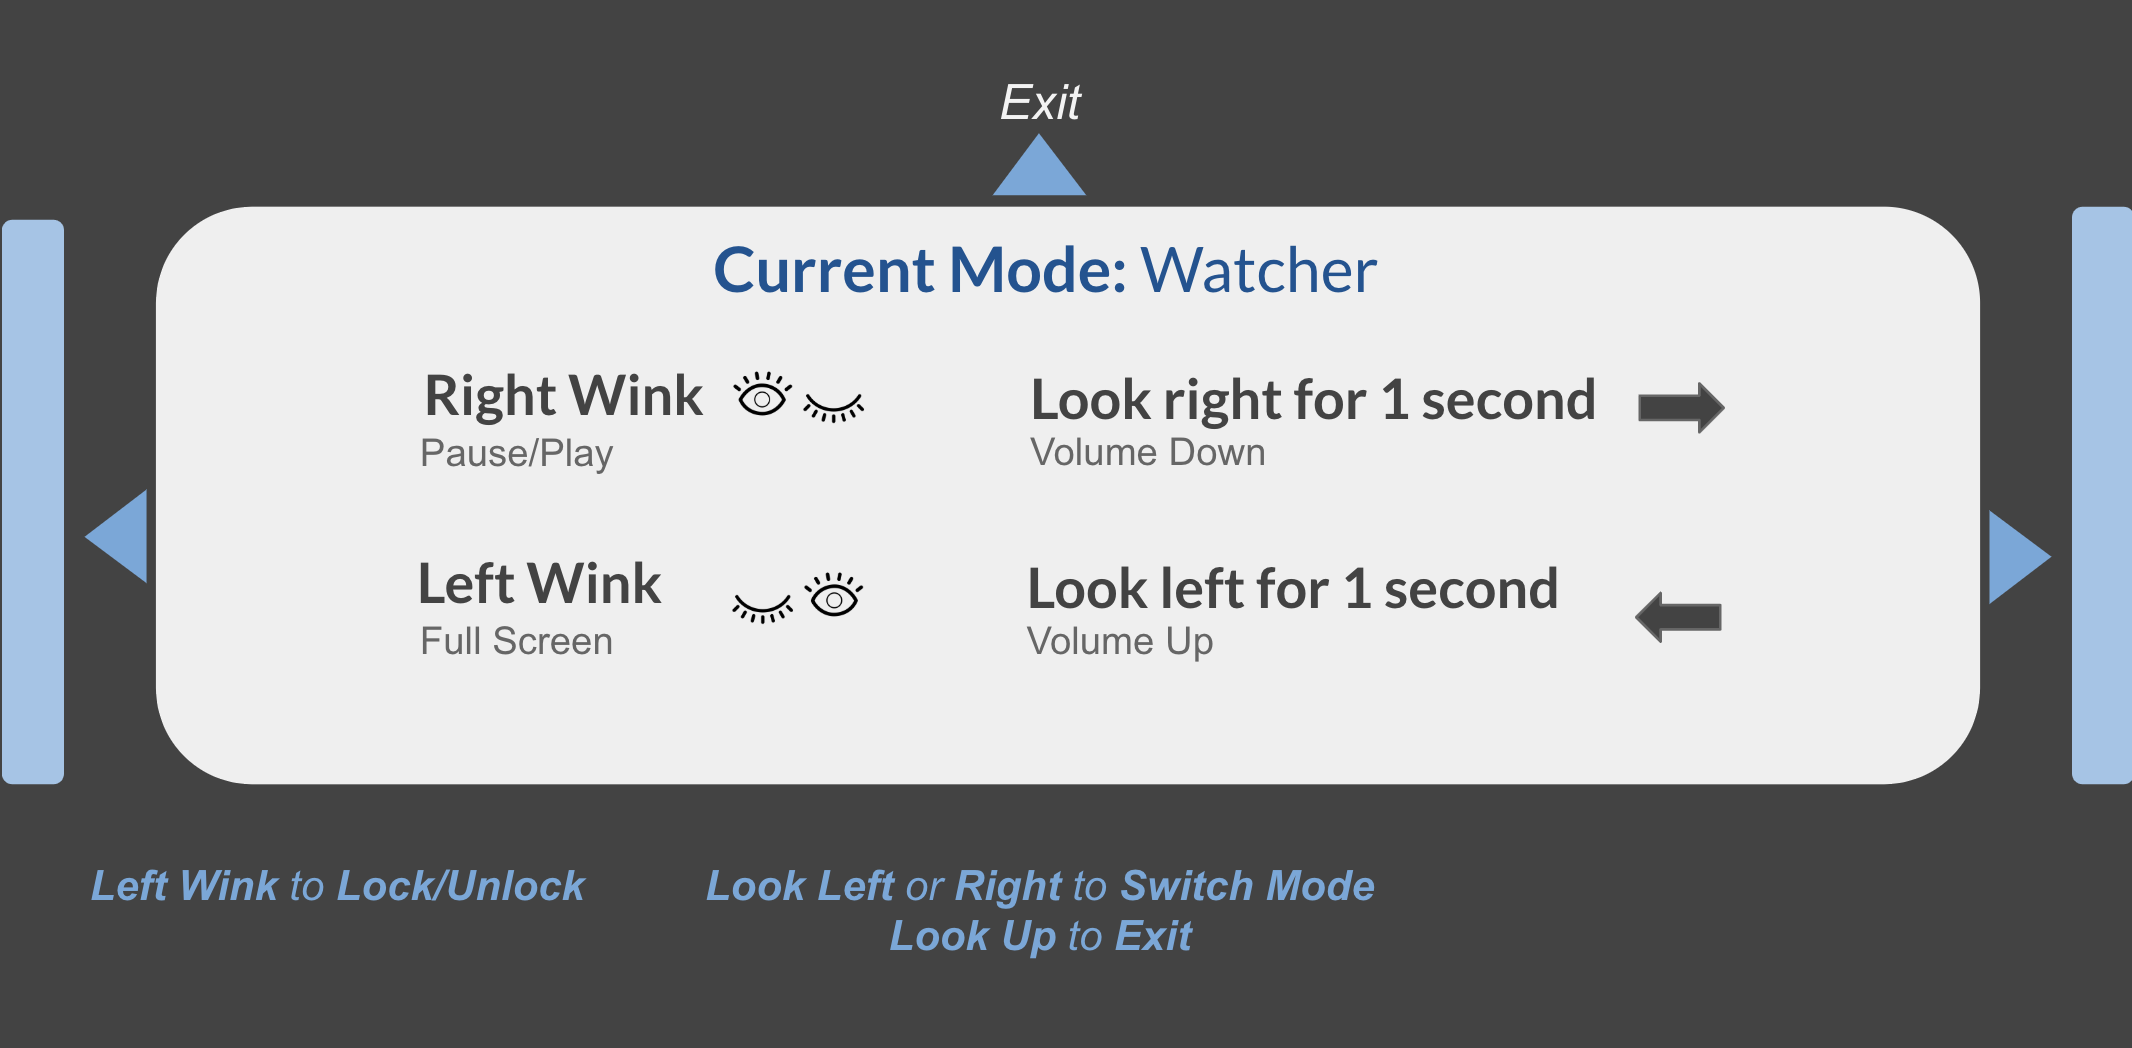 Exit
Current Mode: Watcher
Right Wink
Pause/Play
Look right for 1 second
Volume Down
Left Wink
Full Screen
Look left for 1 second
Volume Up
Left Wink to Lock/Unlock
Look Left or Right to Switch Mode
Look Up to Exit